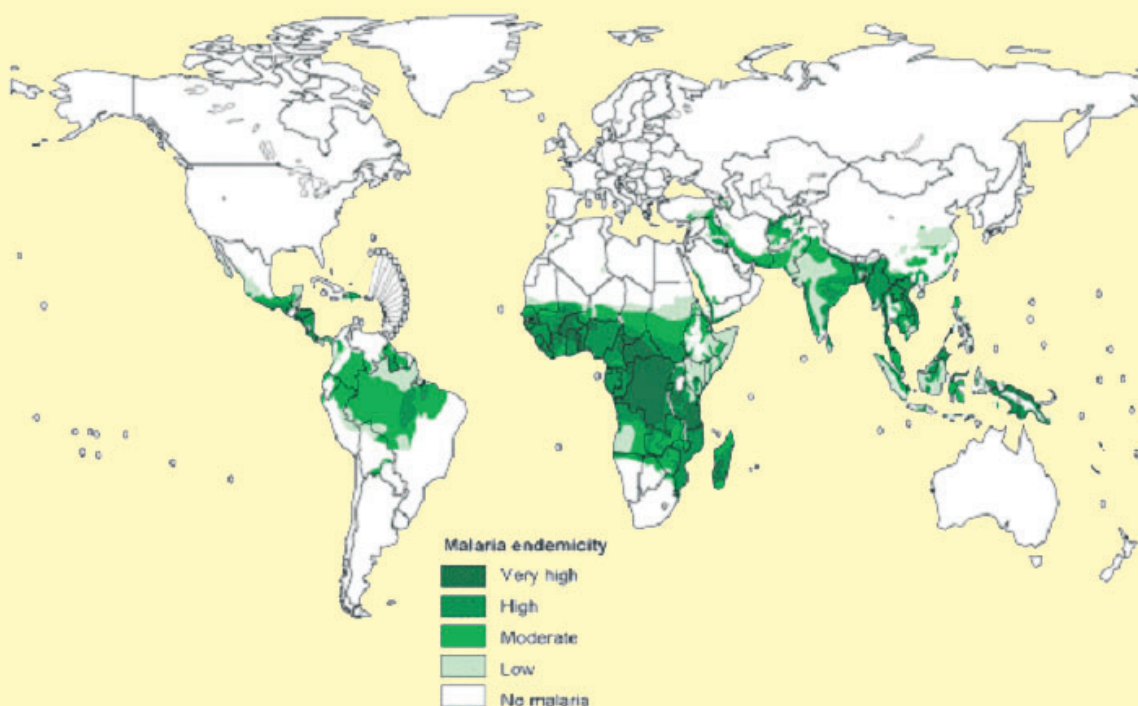 Malaria endemicity
Very high
High
Moderate
Low
No malaria